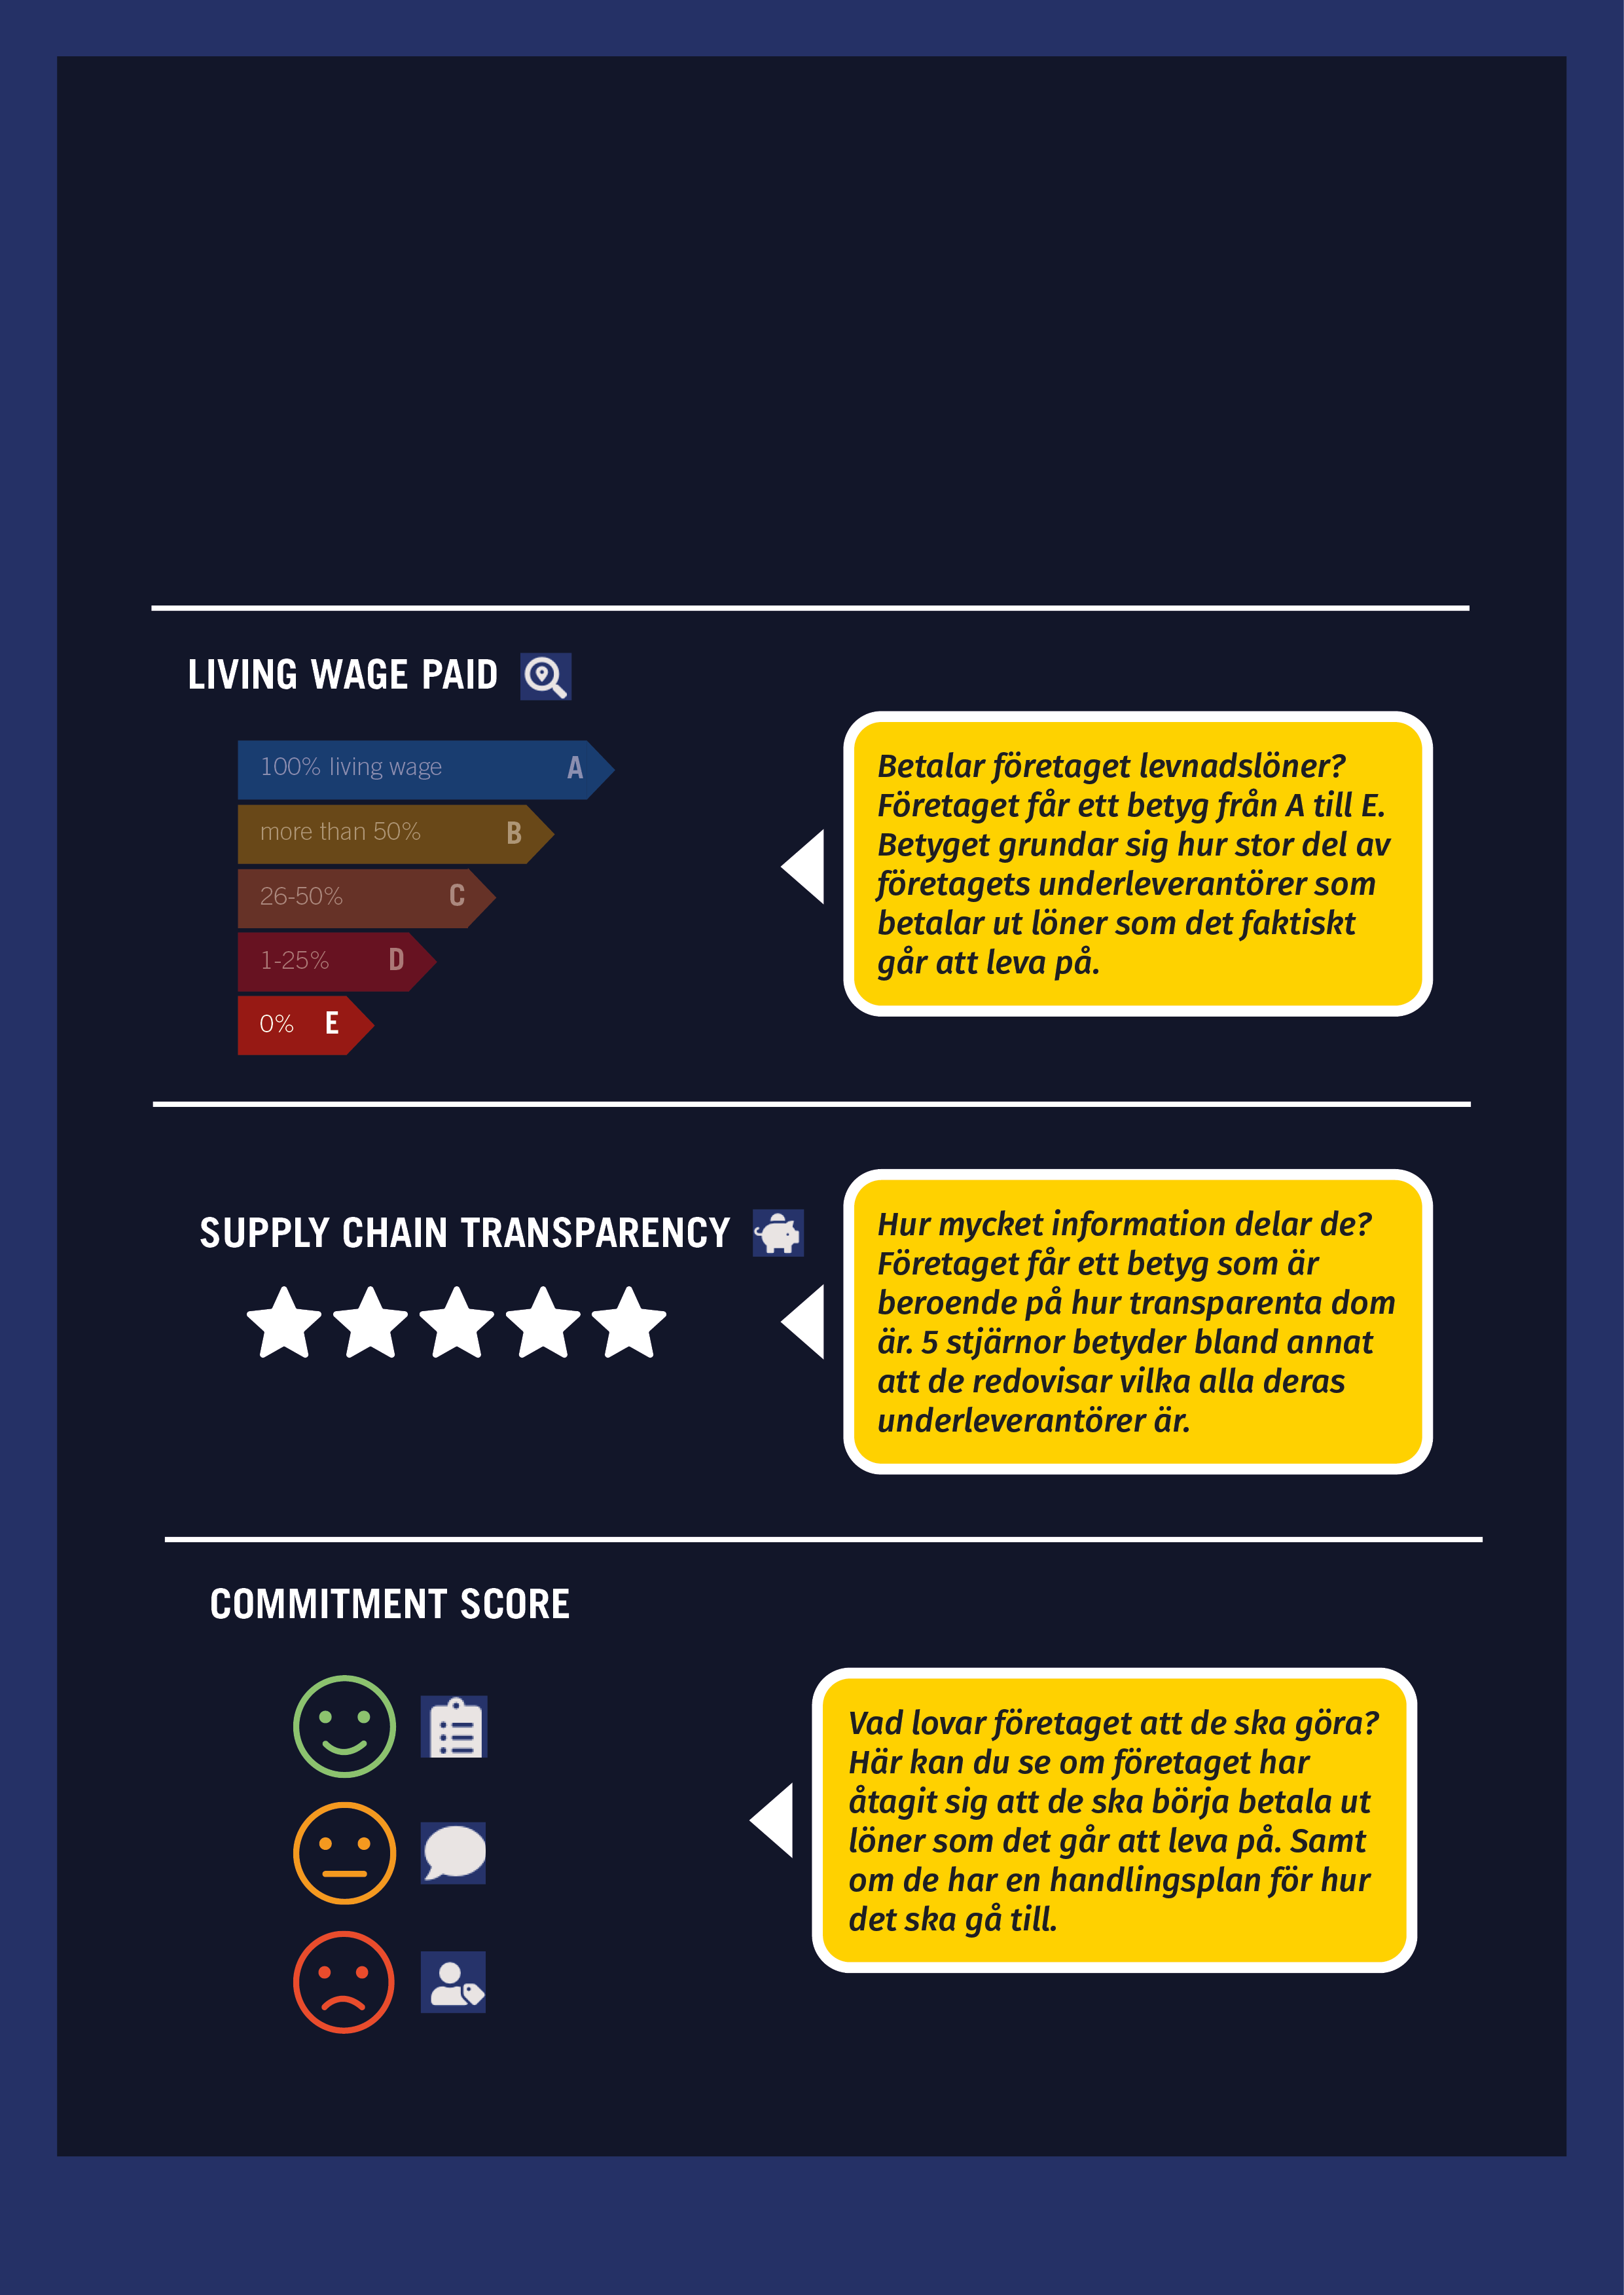 LIVING WAGE PAID
100% living wage A
more than 50% B
26-50% C
1-25% D
0% E
Betalar företaget levnadslöner?
Företaget får ett betyg från A till E.
Betyget grundar sig hur stor del av
företagets underleverantörer som
betalar ut löner som det faktiskt
går att leva på.
SUPPLY CHAIN TRANSPARENCY
Hur mycket information delar de?
Företaget får ett betyg som är
beroende på hur transparenta dom
är. 5 stjärnor betyder bland annat
att de redovisar vilka alla deras
underleverantörer är.
COMMITMENT SCORE
Vad lovar företaget att de ska göra?
Här kan du se om företaget har
åtagit sig att de ska börja betala ut
löner som det går att leva på. Samt
om de har en handlingsplan för hur
det ska gå till.